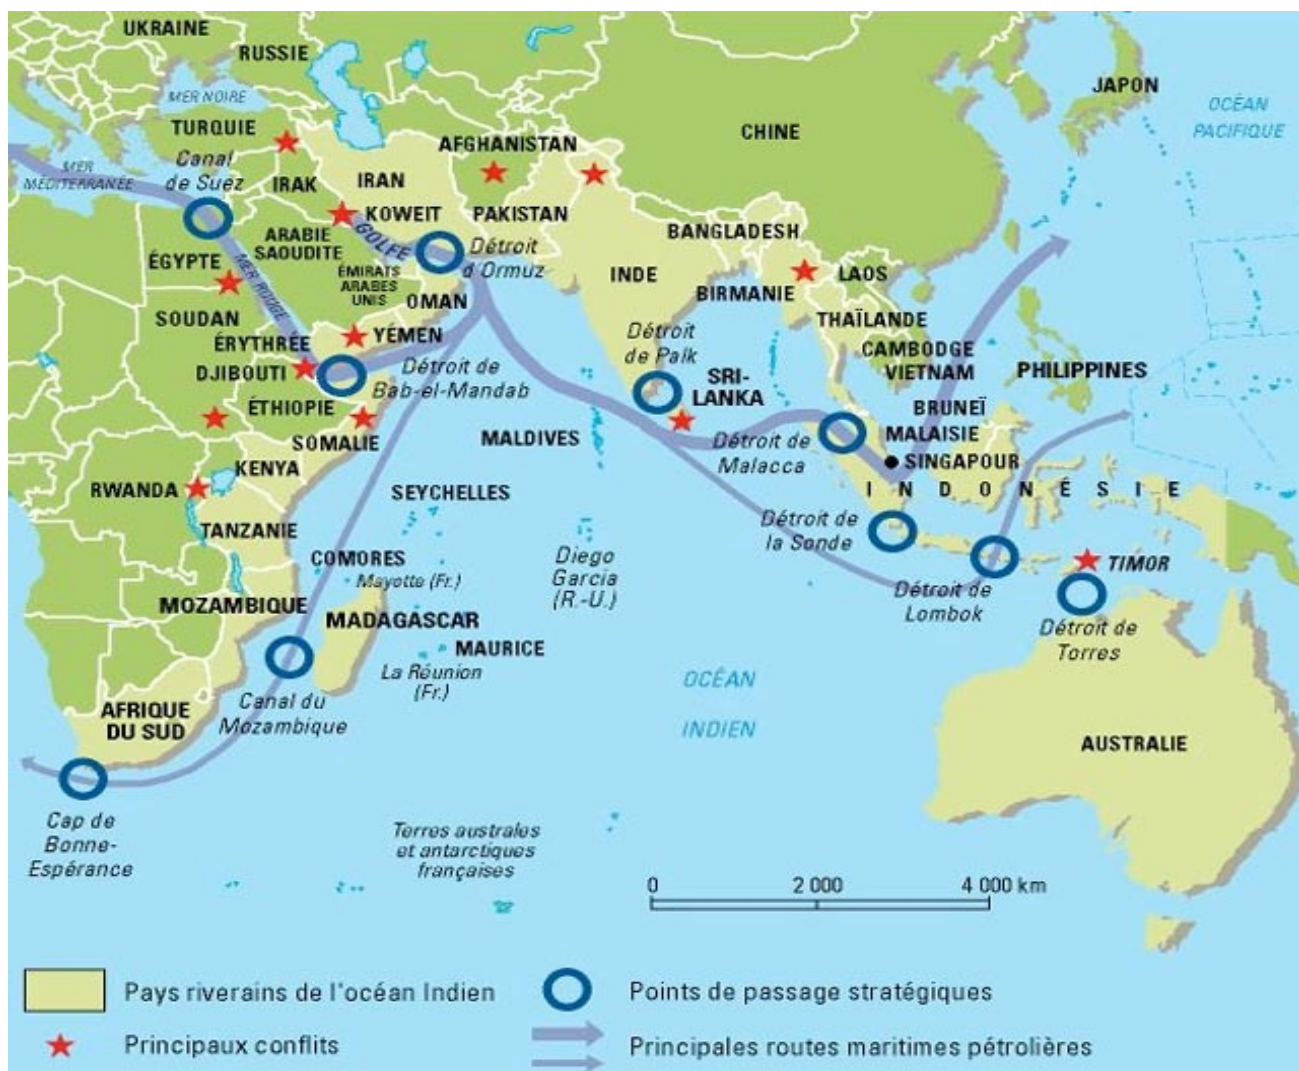 UKRAINE
RUSSIE
JAPON
MER NOIRE
OCÉAN
PACIFIQUE
TURQUIE
AFGHANISTAN
CHINE
Canal
de Suez
MER
MÉDITERRANÉE
IRAK
IRAN
KOWEIT
PAKISTAN
GOLFE
Détroit
d'Ormuz
BANGLADESH
ARABIE
SAOUDITE
ÉGYPTE
MER ROUGE
ÉMIRATS
ARABES
UNIS
OMAN
INDE
BIRMANIE
LAOS
SOUDAN
ÉRYTHRÉE
YÉMEN
THAÏLANDE
Détroit
de Palk
CAMBODGE
VIETNAM
PHILIPPINES
DJIBOUTI
Détroit de
Bab-el-Mandab
SRI-
LANKA
ÉTHIOPIE
SOMALIE
MALDIVES
Détroit de
Malacca
BRUNEÏ
MALAISIE
SINGAPOUR
KENYA
RWANDA
SEYCHELLES
INDONÉSIE
TANZANIE
Détroit de
la Sonde
COMORES
Mayotte (Fr.)
Diego
Garcia
(R.-U.)
TIMOR
Détroit de
Lombok
MOZAMBIQUE
MADAGASCAR
Détroit de
Torres
MAURICE
La Réunion
(Fr.)
OCÉAN
INDIEN
Canal du
Mozambique
AFRIQUE
DU SUD
AUSTRALIE
Cap de
Bonne-
Espérance
Terres australes
et antarctiques
françaises
0 2 000 4 000 km
Pays riverains de l'océan Indien
Points de passage stratégiques
Principaux conflits
Principales routes maritimes pétrolières